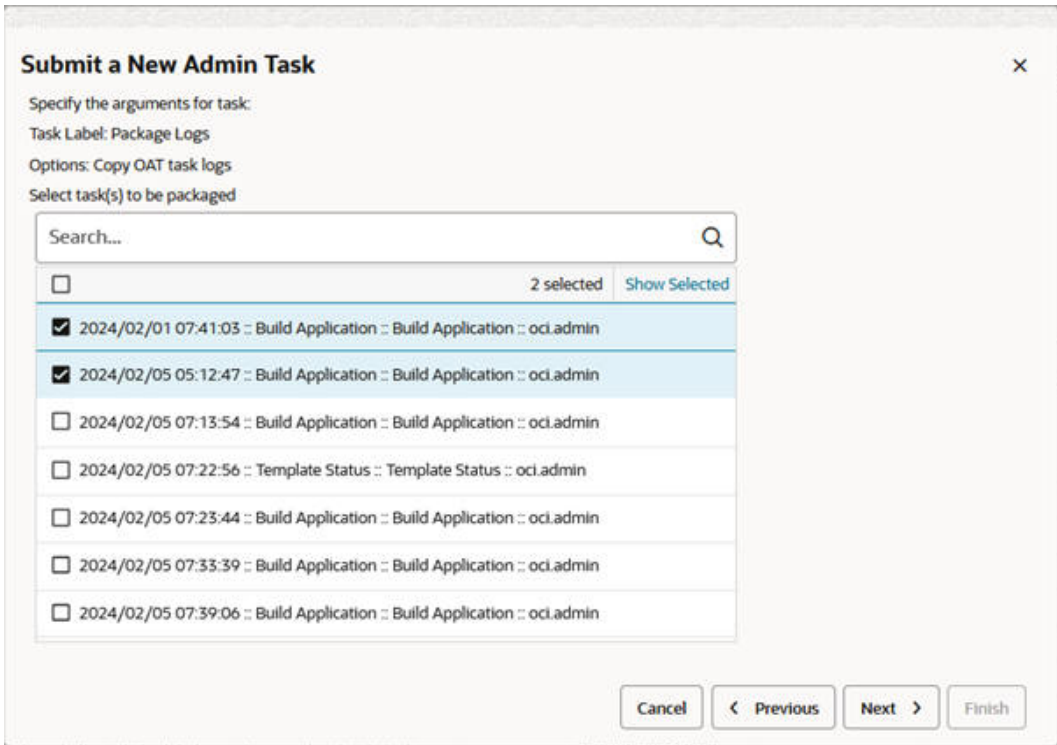 Submit a New Admin Task
Specify the arguments for task:
Task Label: Package Logs
Options: Copy OAT task logs
Select task(s) to be packaged
Search...
2 selected Show Selected
2024/02/01 07:41:03 :: Build Application :: Build Application :: oci.admin
2024/02/05 05:12:47 :: Build Application :: Build Application :: oci.admin
2024/02/05 07:13:54 :: Build Application :: Build Application :: oci.admin
2024/02/05 07:22:56 :: Template Status :: Template Status :: oci.admin
2024/02/05 07:23:44 :: Build Application :: Build Application :: oci.admin
2024/02/05 07:33:39 :: Build Application :: Build Application :: oci.admin
2024/02/05 07:39:06 :: Build Application :: Build Application :: oci.admin
Cancel Previous Next Finish